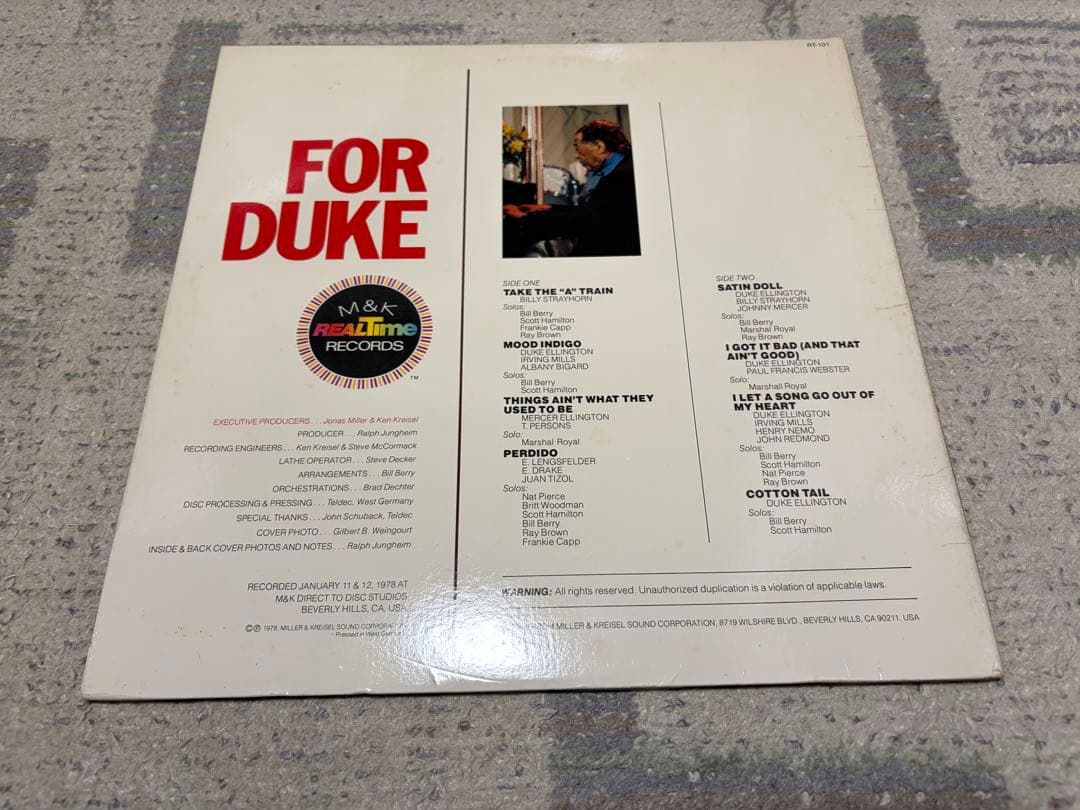 RT-101
FOR
DUKE
M&K
REALTime
RECORDS
TM
EXECUTIVE PRODUCERS...Jonas Miller & Ken Kreisel
PRODUCER...Ralph Jungheim
RECORDING ENGINEERS...Ken Kreisel & Steve McCormack
LATHE OPERATOR...Steve Decker
ARRANGEMENTS...Bill Berry
ORCHESTRATIONS...Brad Dechter
DISC PROCESSING & PRESSING...Teldec, West Germany
SPECIAL THANKS...John Schuback, Teldec
COVER PHOTO...Gilbert B. Weingourt
INSIDE & BACK COVER PHOTOS AND NOTES...Ralph Jungheim
RECORDED JANUARY 11 & 12, 1978 AT
M&K DIRECT TO DISC STUDIOS
BEVERLY HILLS, CA. USA
©℗ 1978, MILLER & KREISEL SOUND
Pressed in West
SIDE ONE
TAKE THE "A" TRAIN
BILLY STRAYHORN
Solos:
Bill Berry
Scott Hamilton
Frankie Capp
Ray Brown
MOOD INDIGO
DUKE ELLINGTON
IRVING MILLS
ALBANY BIGARD
Solos:
Bill Berry
Scott Hamilton
THINGS AIN'T WHAT THEY
USED TO BE
MERCER ELLINGTON
T. PERSONS
Solo:
Marshal Royal
PERDIDO
E. LENGSFELDER
E. DRAKE
JUAN TIZOL
Solos:
Nat Pierce
Britt Woodman
Scott Hamilton
Bill Berry
Ray Brown
Frankie Capp
SIDE TWO
SATIN DOLL
DUKE ELLINGTON
BILLY STRAYHORN
JOHNNY MERCER
Solos:
Bill Berry
Marshal Royal
Ray Brown
I GOT IT BAD (AND THAT
AIN'T GOOD)
DUKE ELLINGTON
PAUL FRANCIS WEBSTER
Solo:
Marshall Royal
I LET A SONG GO OUT OF
MY HEART
DUKE ELLINGTON
IRVING MILLS
HENRY NEMO
JOHN REDMOND
Solos:
Bill Berry
Scott Hamilton
Nat Pierce
Ray Brown
COTTON TAIL
DUKE ELLINGTON
Solos:
Bill Berry
Scott Hamilton
WARNING: All rights reserved. Unauthorized duplication is a violation of applicable laws.
MILLER & KREISEL SOUND CORPORATION, 8719 WILSHIRE BLVD., BEVERLY HILLS, CA 90211. USA